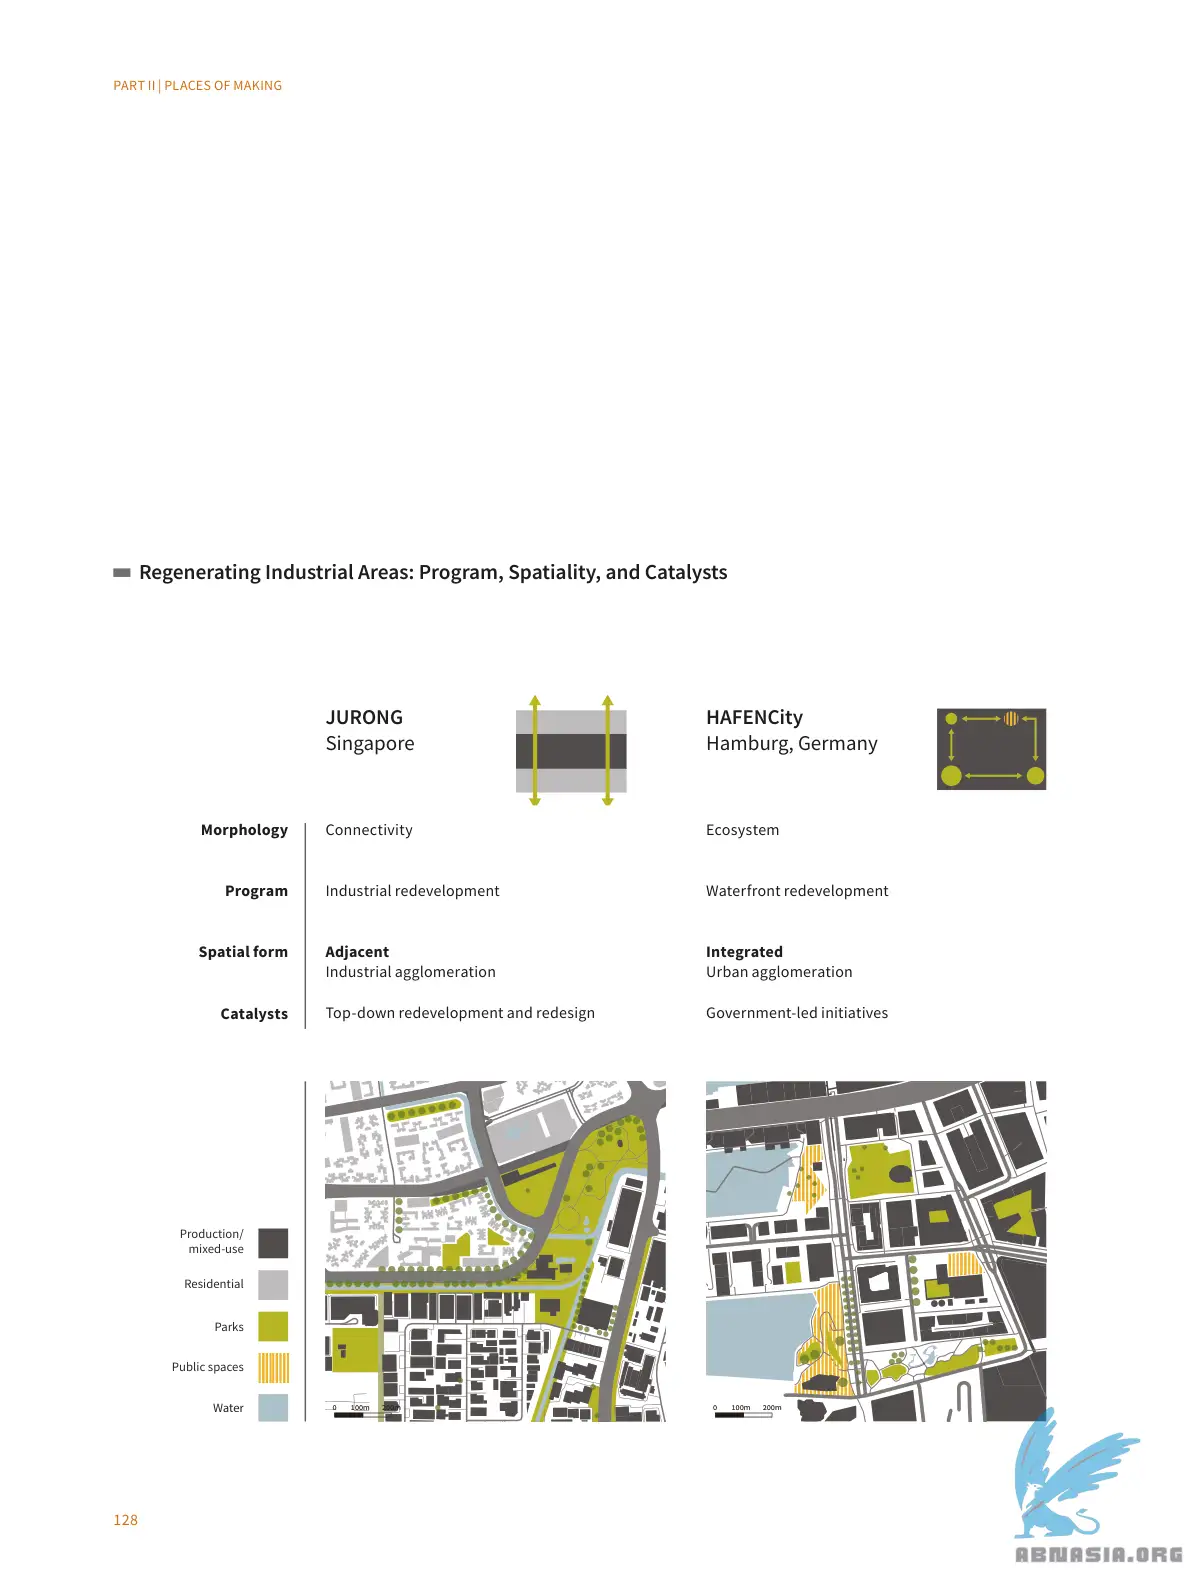 PART II | PLACES OF MAKING
Regenerating Industrial Areas: Program, Spatiality, and Catalysts
JURONG
Singapore
HAFENCity
Hamburg, Germany
Morphology
Connectivity
Ecosystem
Program
Industrial redevelopment
Waterfront redevelopment
Spatial form
Adjacent
Industrial agglomeration
Integrated
Urban agglomeration
Catalysts
Top-down redevelopment and redesign
Government-led initiatives
Production/
mixed-use
Residential
Parks
Public spaces
Water
0 100m 200m
0 100m 200m
128
ABNASIA.ORG